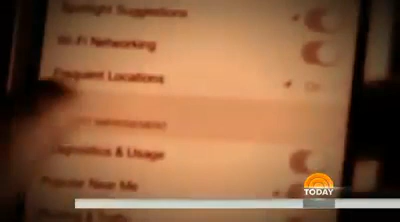 Spotlight Suggestions
Wi-Fi Networking
Frequent Locations
Diagnostics & Usage
Popular Near Me
TODAY